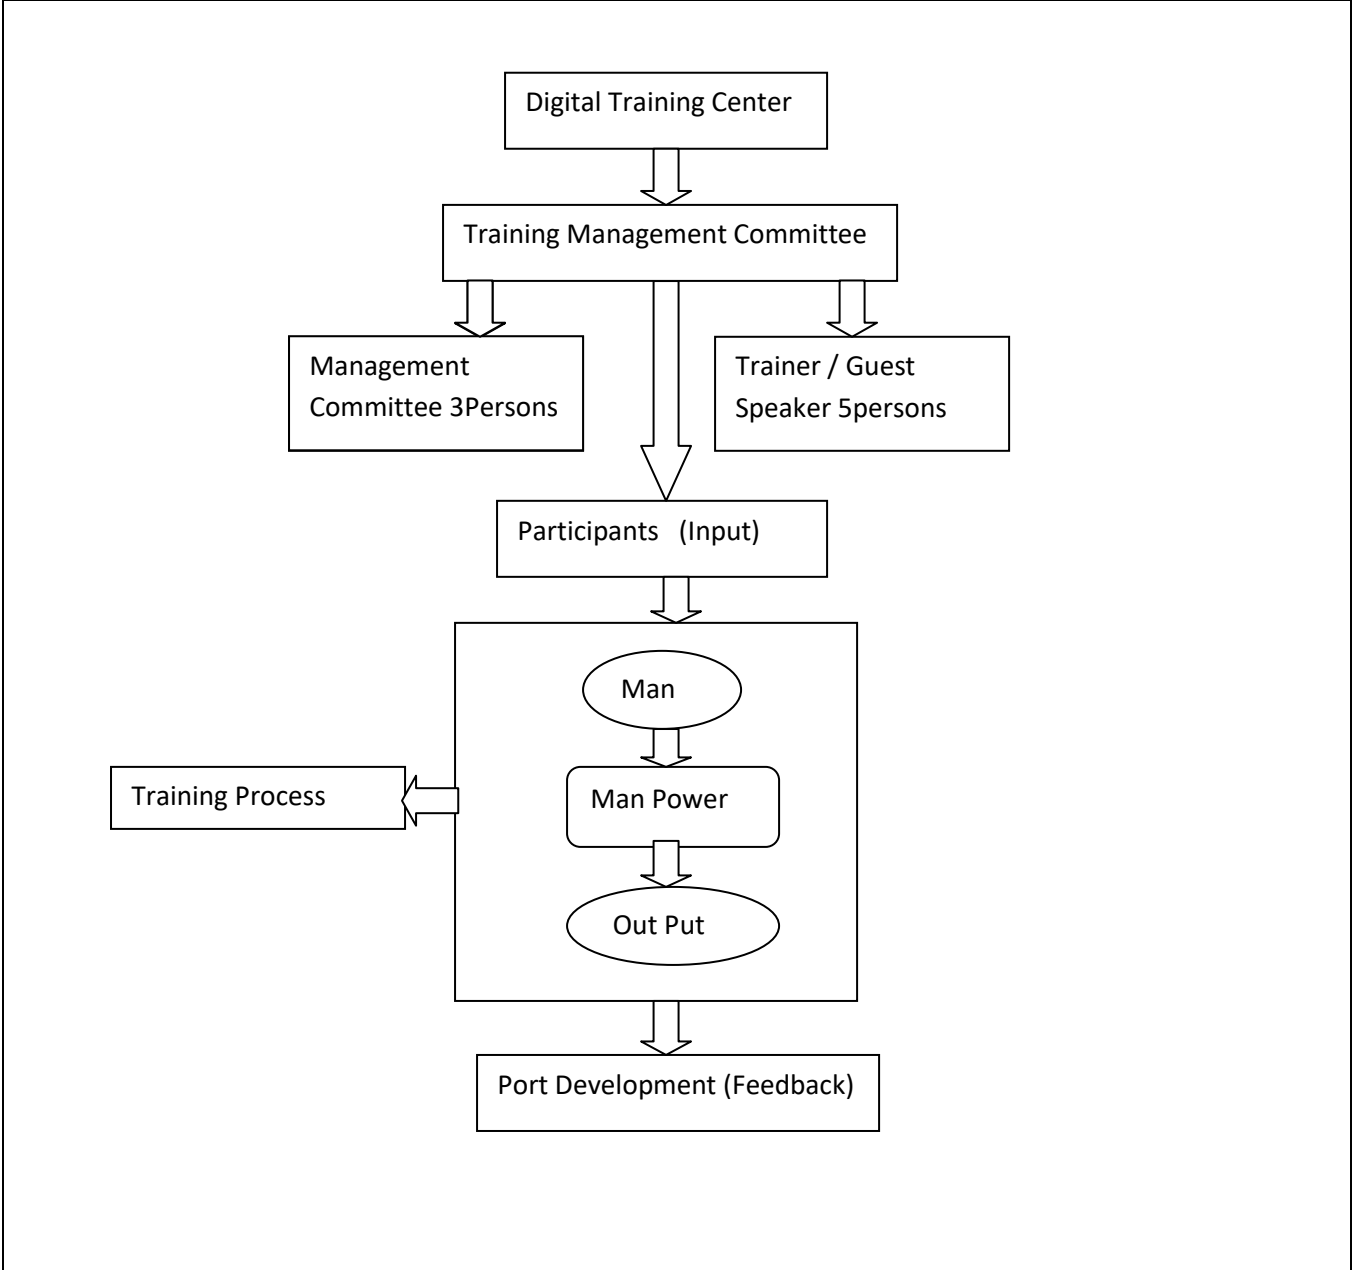 Digital Training Center
Training Management Committee
Management
Committee 3Persons
Trainer / Guest
Speaker 5persons
Participants (Input)
Man
Training Process
Man Power
Out Put
Port Development (Feedback)